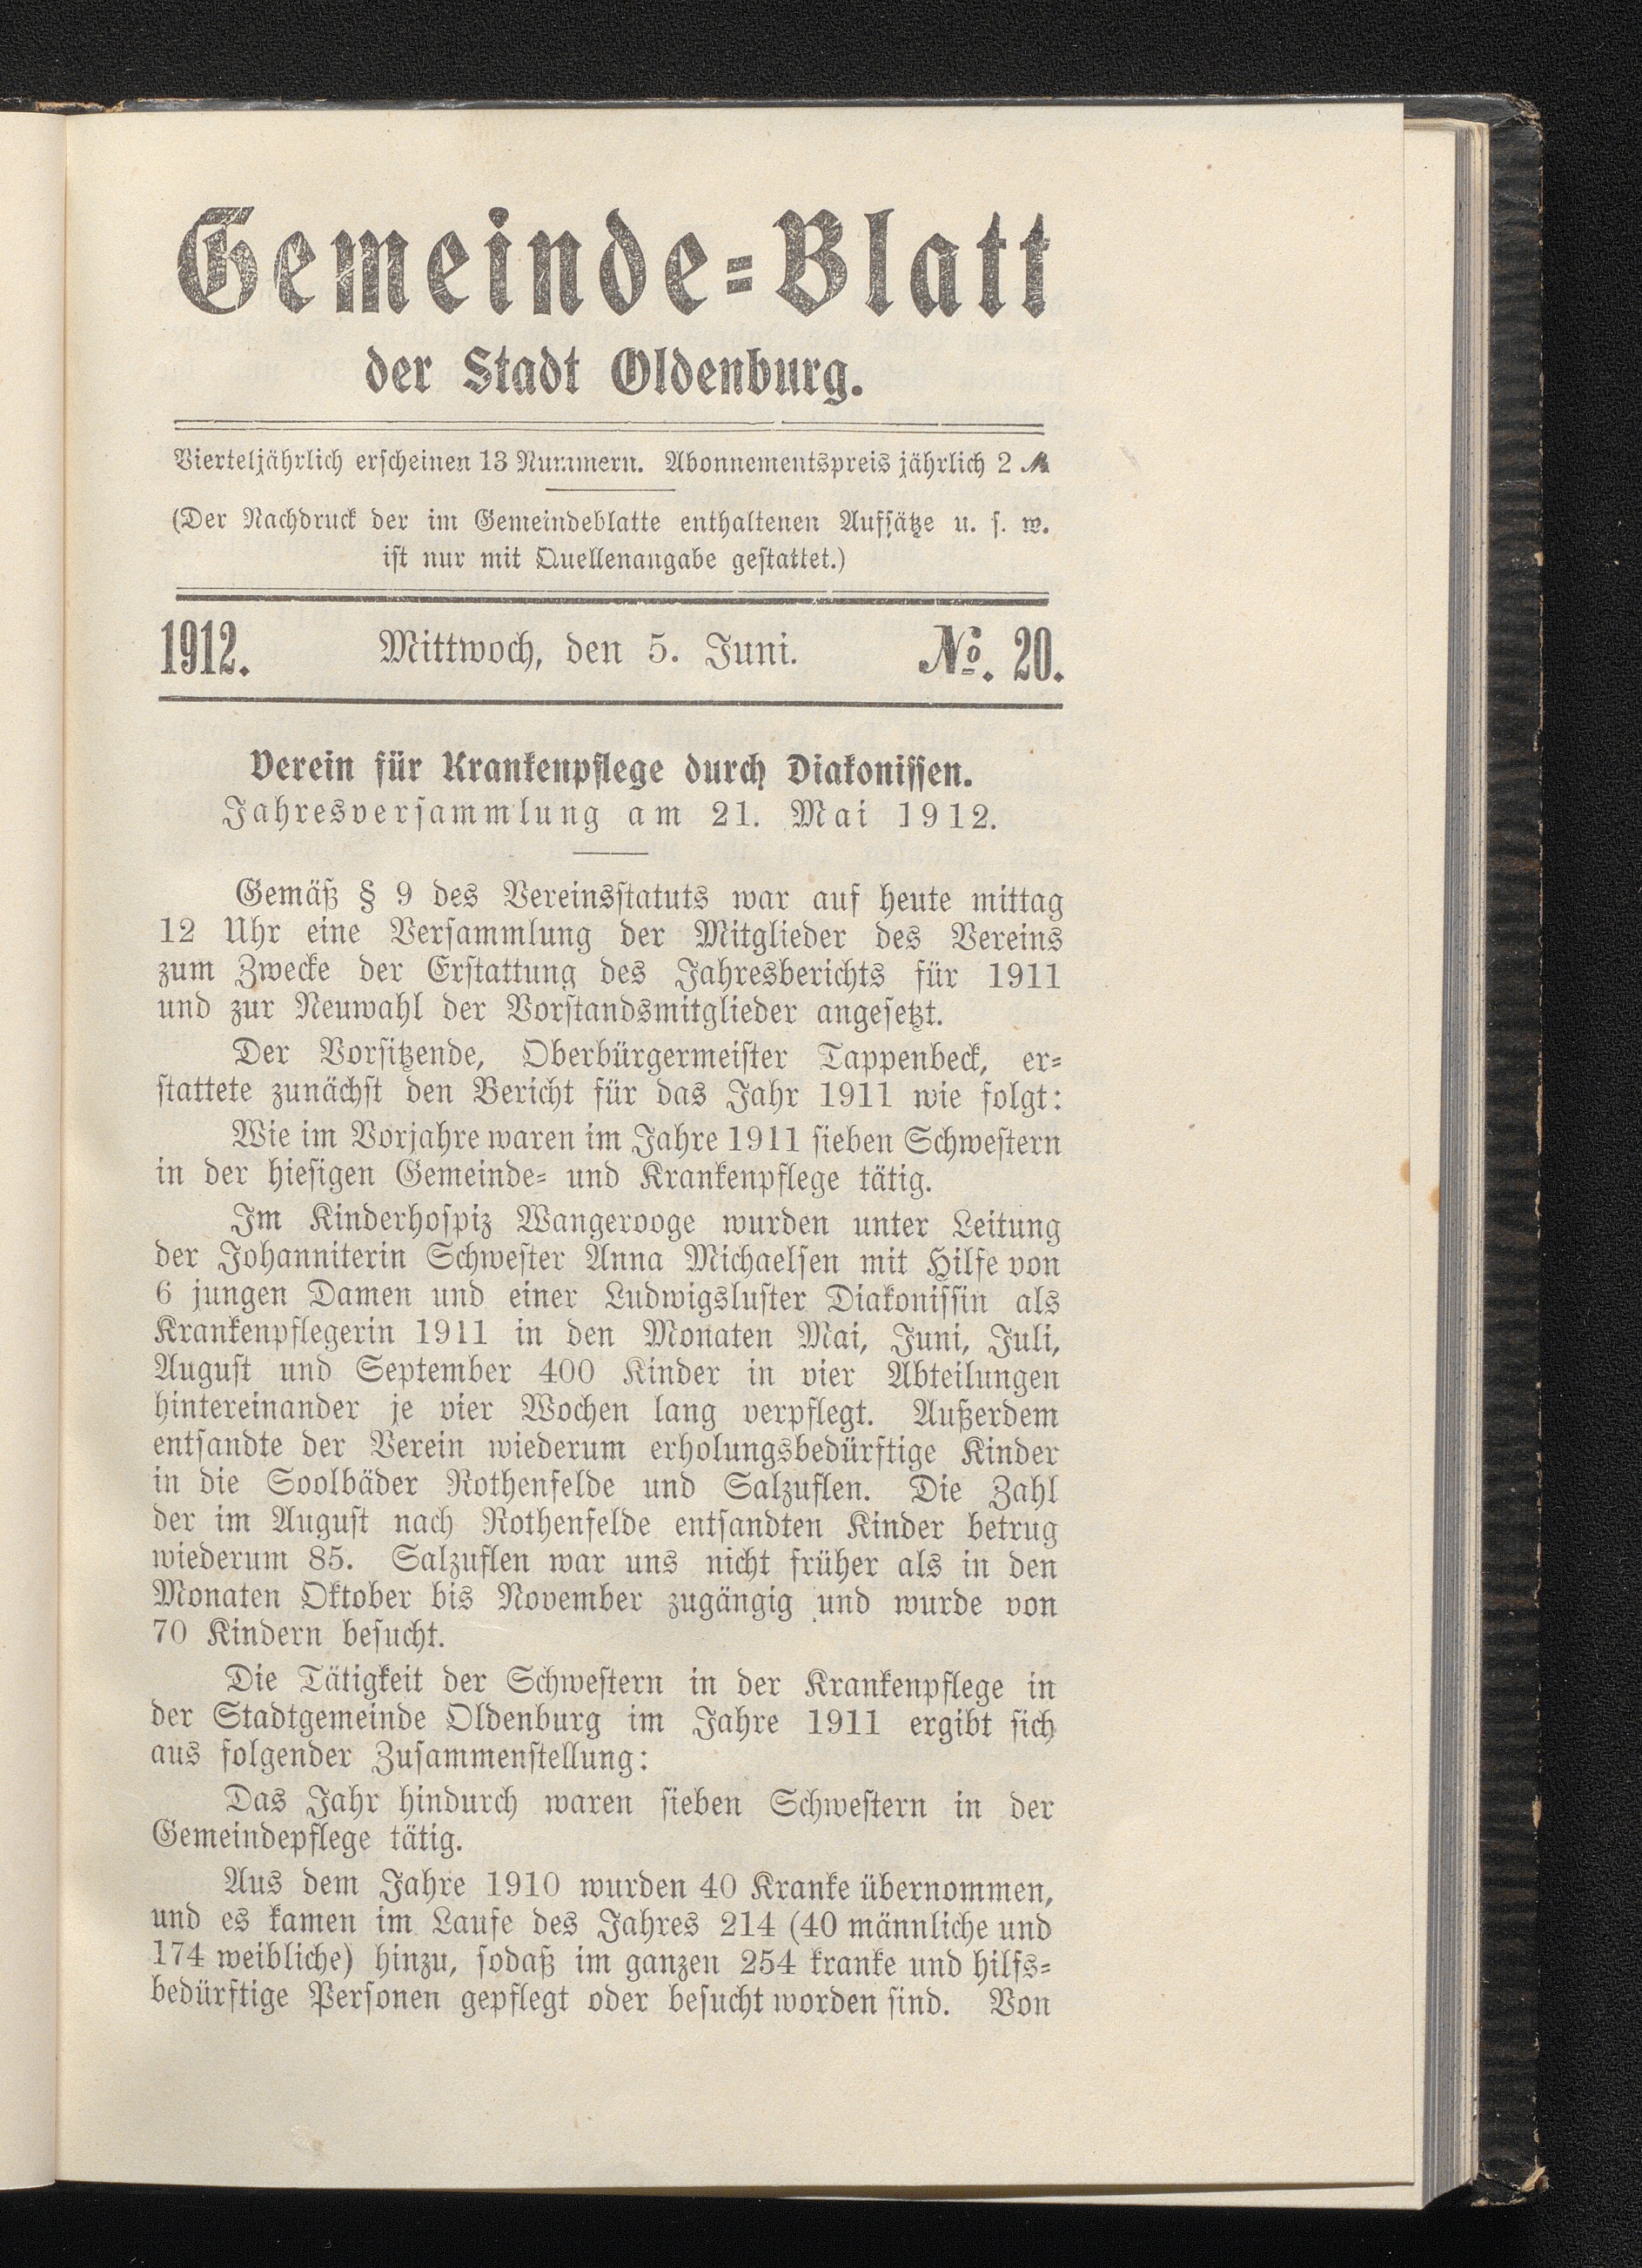 Gemeinde=Blatt
der Stadt Oldenburg.
Vierteljährlich erscheinen 13 Nummern. Abonnementspreis jährlich 2 ℳ
(Der Nachdruck der im Gemeindeblatte enthaltenen Aufsätze u. s. w.
ist nur mit Quellenangabe gestattet.)
1912. Mittwoch, den 5. Juni. No. 20.
Verein für Krankenpflege durch Diakonissen.
Jahresversammlung am 21. Mai 1912.
Gemäß § 9 des Vereinsstatuts war auf heute mittag
12 Uhr eine Versammlung der Mitglieder des Vereins
zum Zwecke der Erstattung des Jahresberichts für 1911
und zur Neuwahl der Vorstandsmitglieder angesetzt.
Der Vorsitzende, Oberbürgermeister Tappenbeck, er=
stattete zunächst den Bericht für das Jahr 1911 wie folgt:
Wie im Vorjahre waren im Jahre 1911 sieben Schwestern
in der hiesigen Gemeinde= und Krankenpflege tätig.
Im Kinderhospiz Wangerooge wurden unter Leitung
der Johanniterin Schwester Anna Michaelsen mit Hilfe von
6 jungen Damen und einer Ludwigsluster Diakonissin als
Krankenpflegerin 1911 in den Monaten Mai, Juni, Juli,
August und September 400 Kinder in vier Abteilungen
hintereinander je vier Wochen lang verpflegt. Außerdem
entsandte der Verein wiederum erholungsbedürftige Kinder
in die Soolbäder Rothenfelde und Salzuflen. Die Zahl
der im August nach Rothenfelde entsandten Kinder betrug
wiederum 85. Salzuflen war uns nicht früher als in den
Monaten Oktober bis November zugängig und wurde von
70 Kindern besucht.
Die Tätigkeit der Schwestern in der Krankenpflege in
der Stadtgemeinde Oldenburg im Jahre 1911 ergibt sich
aus folgender Zusammenstellung:
Das Jahr hindurch waren sieben Schwestern in der
Gemeindepflege tätig.
Aus dem Jahre 1910 wurden 40 Kranke übernommen,
und es kamen im Laufe des Jahres 214 (40 männliche und
174 weibliche) hinzu, sodaß im ganzen 254 kranke und hilfs=
bedürftige Personen gepflegt oder besucht worden sind. Von